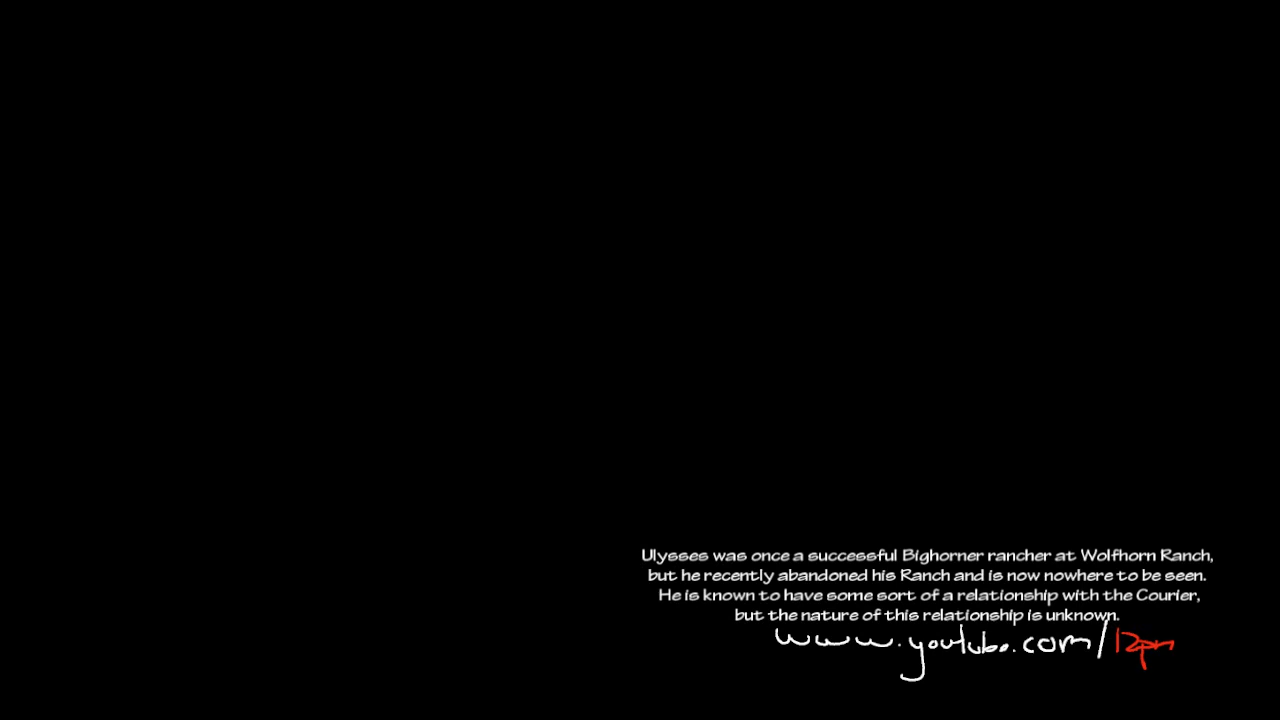 Ulysses was once a successful Bighorner rancher at Wolfhorn Ranch,
but he recently abandoned his Ranch and is now nowhere to be seen.
He is known to have some sort of a relationship with the Courier,
but the nature of this relationship is unknown.
www.youtube.com/12pn